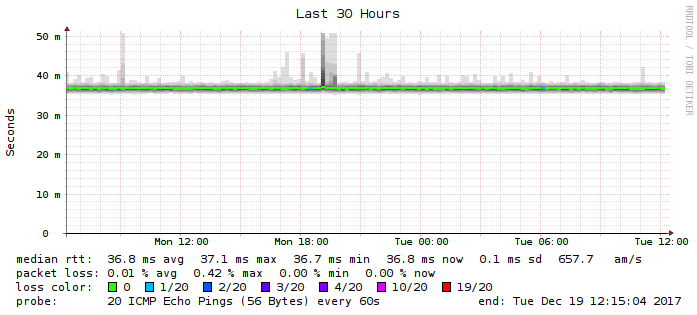 Last 30 Hours
RRDTOOL / TOBI OETIKER
Seconds
50 m
40 m
30 m
20 m
10 m
0
Mon 12:00 Mon 18:00 Tue 00:00 Tue 06:00 Tue 12:00
median rtt: 36.8 ms avg 37.1 ms max 36.7 ms min 36.8 ms now 0.1 ms sd 657.7 am/s
packet loss: 0.01 % avg 0.42 % max 0.00 % min 0.00 % now
loss color: 0 1/20 2/20 3/20 4/20 10/20 19/20
probe: 20 ICMP Echo Pings (56 Bytes) every 60s end: Tue Dec 19 12:15:04 2017